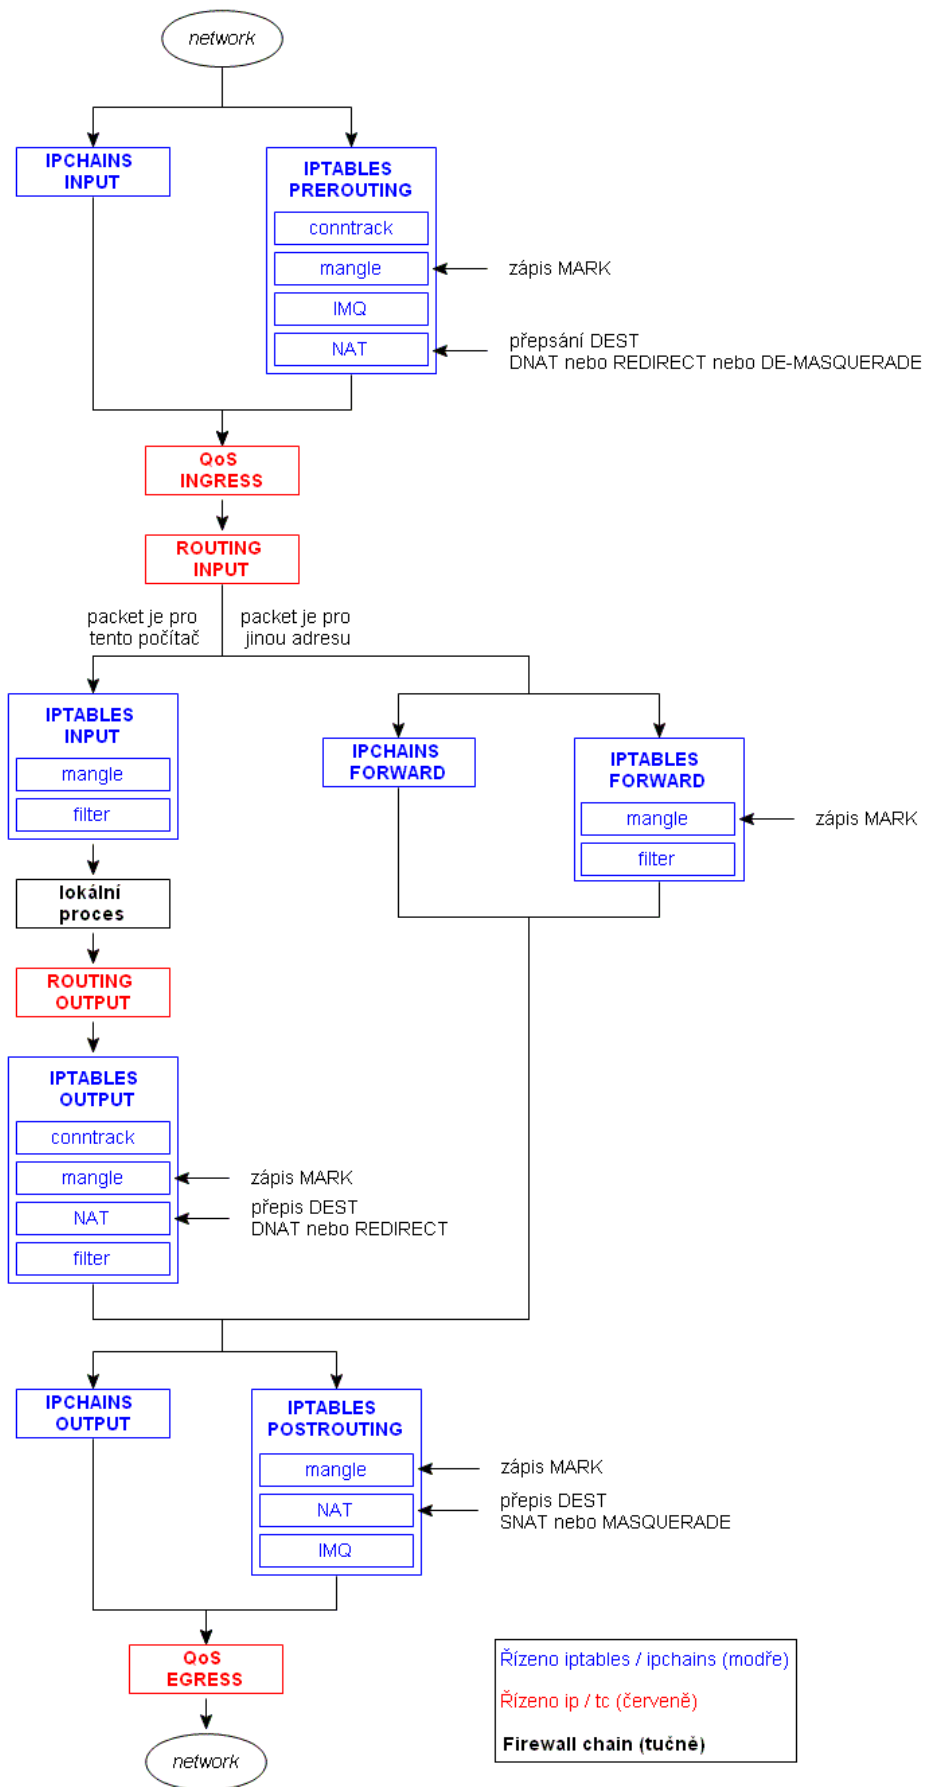 network
IPCHAINS
INPUT
IPTABLES
PREROUTING
conntrack
mangle
zápis MARK
IMQ
NAT
přepsání DEST
DNAT nebo REDIRECT nebo DE-MASQUERADE
QoS
INGRESS
ROUTING
INPUT
packet je pro
tento počítač
packet je pro
jinou adresu
IPTABLES
INPUT
mangle
filter
IPCHAINS
FORWARD
IPTABLES
FORWARD
mangle
zápis MARK
filter
lokální
proces
ROUTING
OUTPUT
IPTABLES
OUTPUT
conntrack
mangle
zápis MARK
NAT
přepis DEST
DNAT nebo REDIRECT
filter
IPCHAINS
OUTPUT
IPTABLES
POSTROUTING
mangle
zápis MARK
NAT
přepis DEST
SNAT nebo MASQUERADE
IMQ
QoS
EGRESS
network
Řízeno iptables / ipchains (modře)
Řízeno ip / tc (červeně)
Firewall chain (tučně)